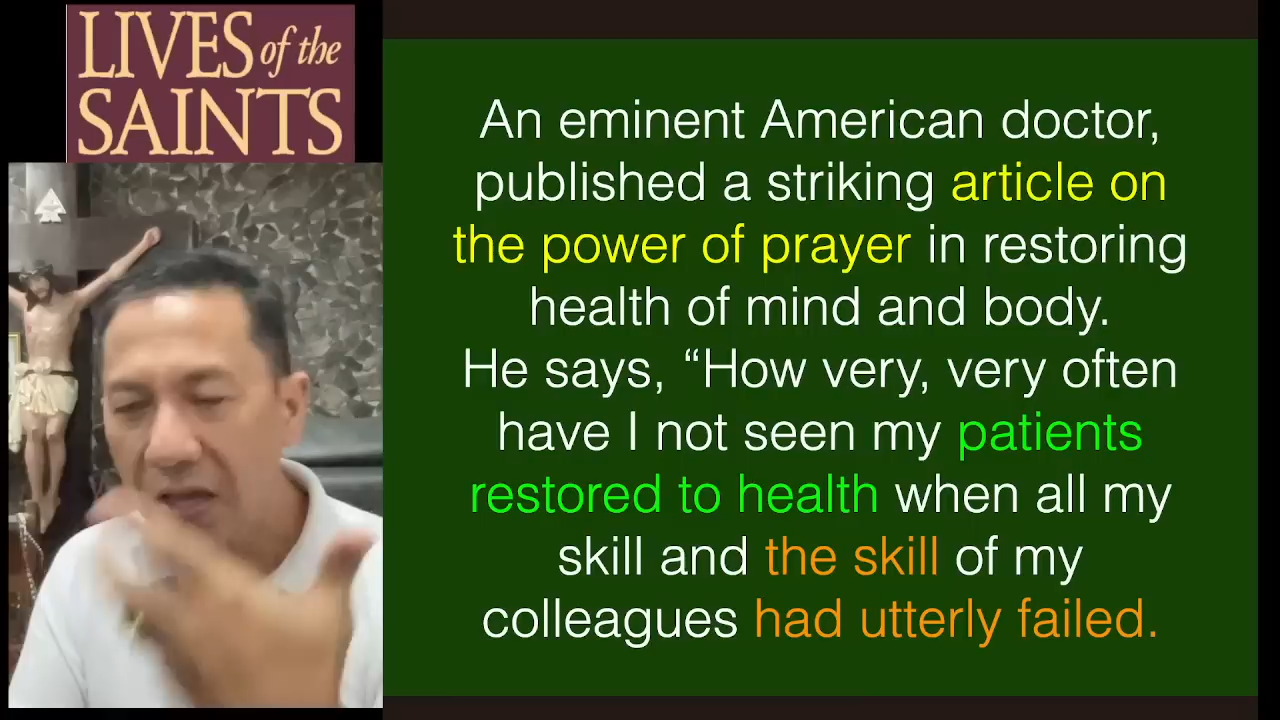 LIVES of the
SAINTS
An eminent American doctor,
published a striking article on
the power of prayer in restoring
health of mind and body.
He says, “How very, very often
have I not seen my patients
restored to health when all my
skill and the skill of my
colleagues had utterly failed.